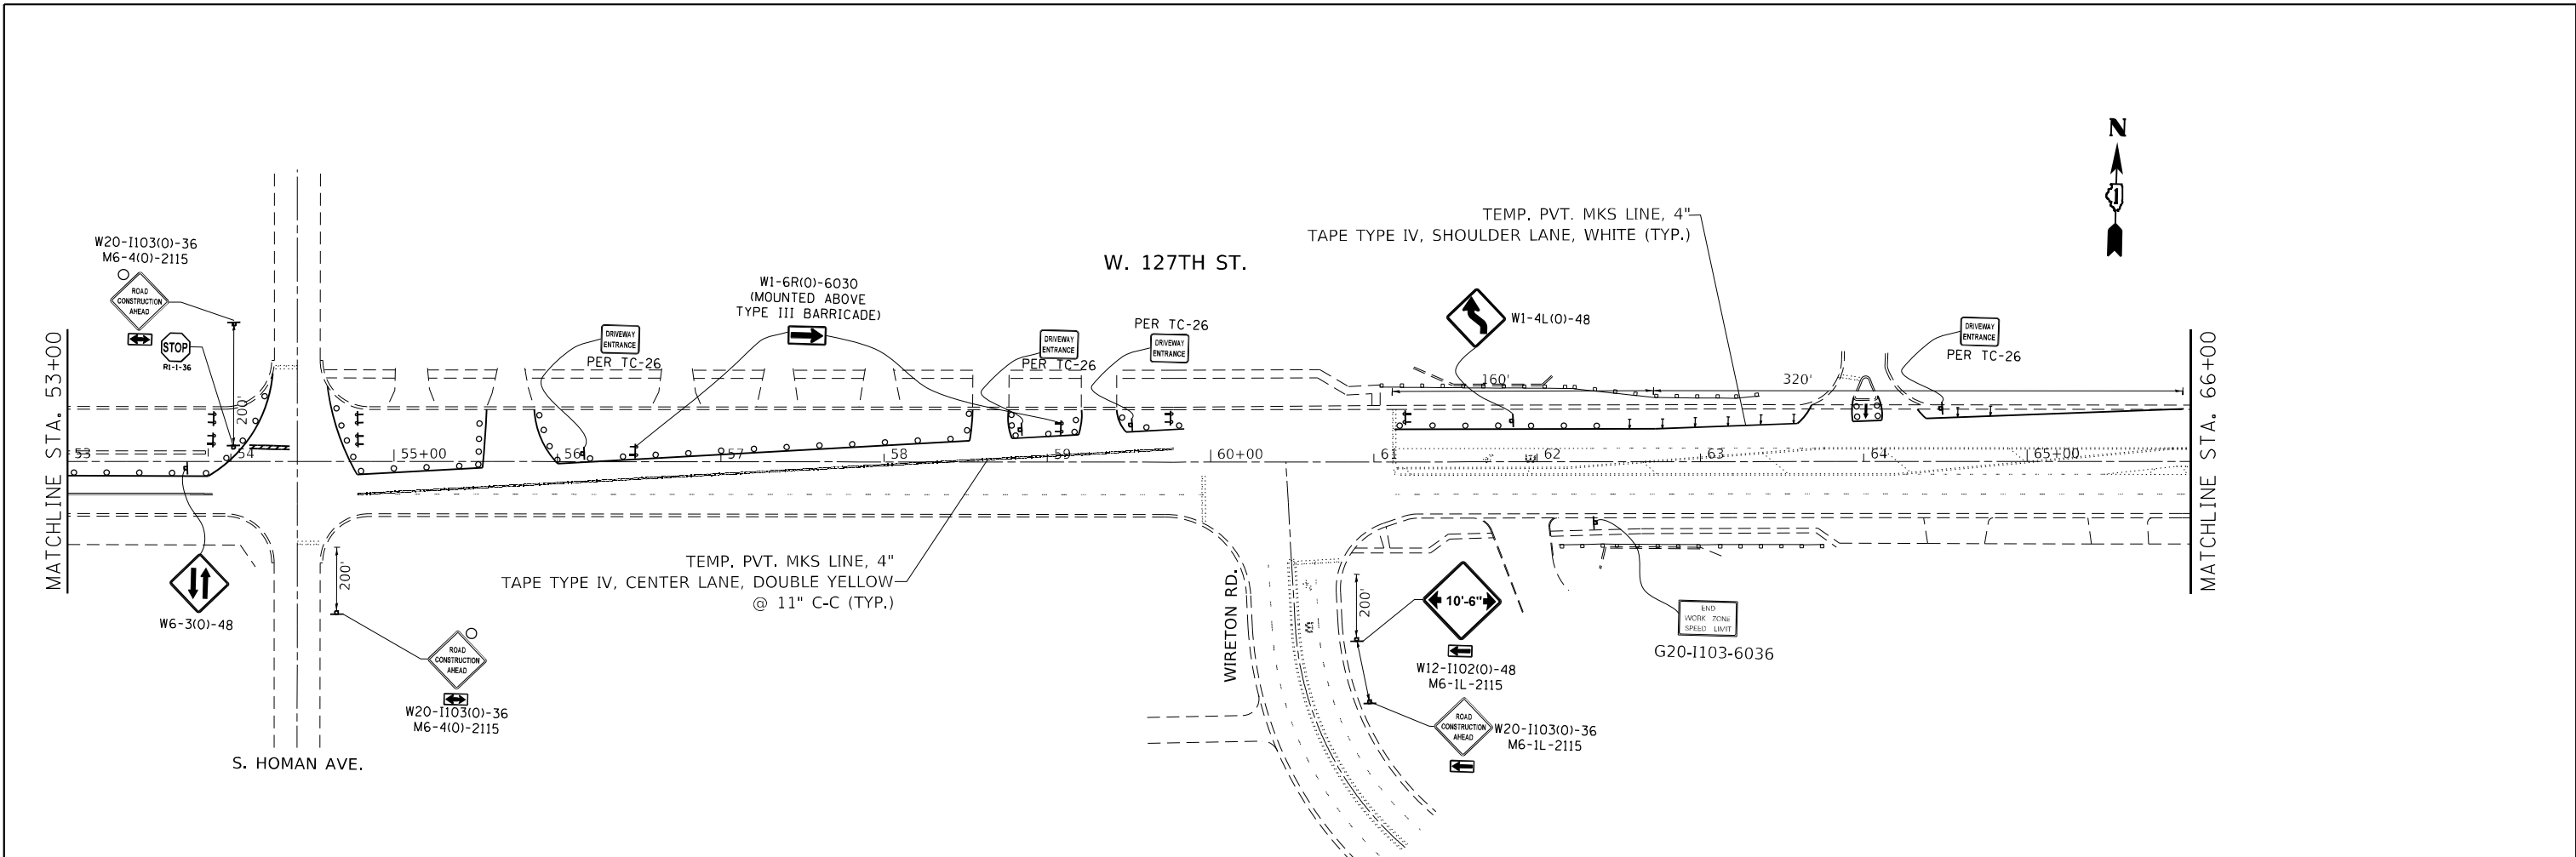 N
TEMP. PVT. MKS LINE, 4"
TAPE TYPE IV, SHOULDER LANE, WHITE (TYP.)
W20-I103(0)-36
M6-4(0)-2115
ROAD
CONSTRUCTION
AHEAD
STOP
R1-1-36
200'
W. 127TH ST.
W1-6R(0)-6030
(MOUNTED ABOVE
TYPE III BARRICADE)
DRIVEWAY
ENTRANCE
PER TC-26
DRIVEWAY
ENTRANCE
PER TC-26
PER TC-26
DRIVEWAY
ENTRANCE
W1-4L(0)-48
DRIVEWAY
ENTRANCE
PER TC-26
160'
320'
MATCHLINE STA. 53+00
53
54
55+00
56
57
58
59
60+00
61
62
63
64
65+00
MATCHLINE STA. 66+00
TEMP. PVT. MKS LINE, 4"
TAPE TYPE IV, CENTER LANE, DOUBLE YELLOW
@ 11" C-C (TYP.)
W6-3(0)-48
200'
ROAD
CONSTRUCTION
AHEAD
W20-I103(0)-36
M6-4(0)-2115
S. HOMAN AVE.
WIRETON RD.
200'
10'-6"
W12-I102(0)-48
M6-1L-2115
ROAD
CONSTRUCTION
AHEAD
W20-I103(0)-36
M6-1L-2115
END
WORK ZONE
SPEED LIMIT
G20-I103-6036